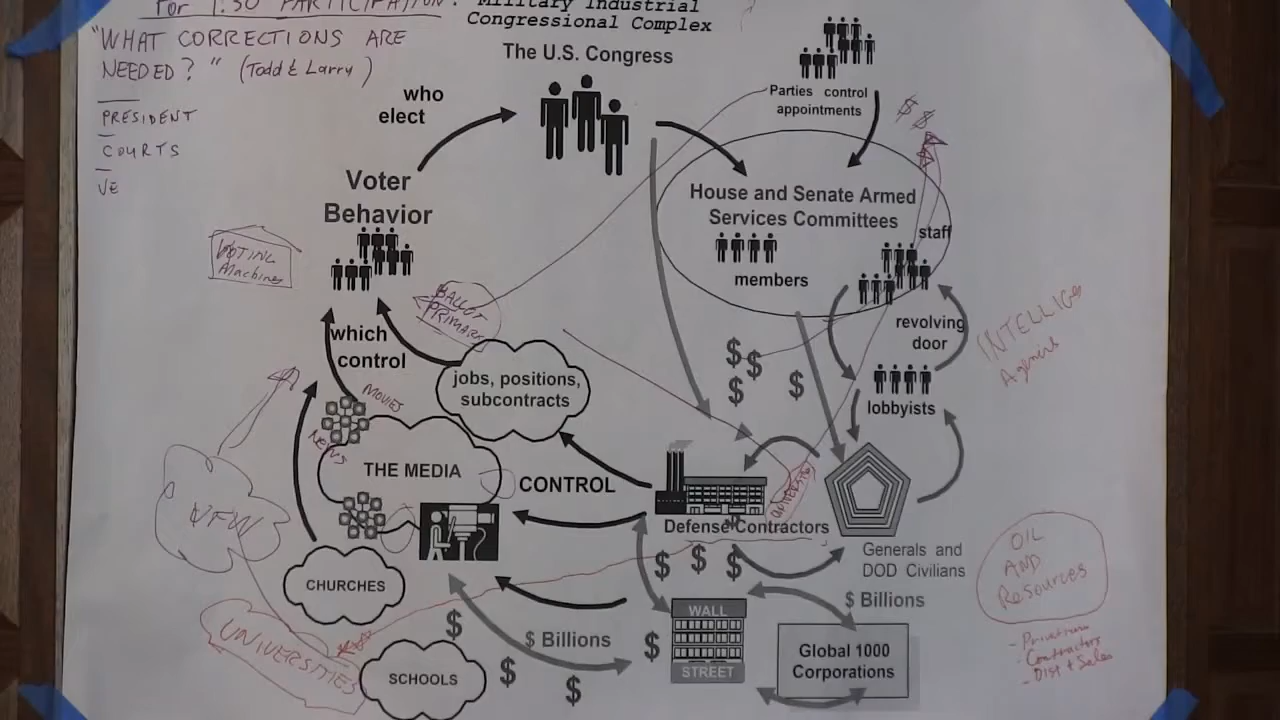 For 1:30 PARTICIPATION:
"WHAT CORRECTIONS ARE
NEEDED?" (Todd & Larry)
PRESIDENT
COURTS
VE
Military Industrial
Congressional Complex
The U.S. Congress
who
elect
Parties control
appointments
$ $
Voter
Behavior
House and Senate Armed
Services Committees
staff
members
VOTING
Machines
BALLOT
PRIMARY
which
control
revolving
door
INTELLIG
Agencies
lobbyists
$ $
$ $
jobs, positions,
subcontracts
MOVIES
NEWS
THE MEDIA
CONTROL
UNIVERSITY
Defense Contractors
VFW
Generals and
DOD Civilians
OIL
AND
RESOURCES
CHURCHES
$ $ $
WALL
STREET
$ Billions
$ Billions
$ $ $ $
Global 1000
Corporations
UNIVERSITIES
SCHOOLS
- Contractors
- Dist & Sales